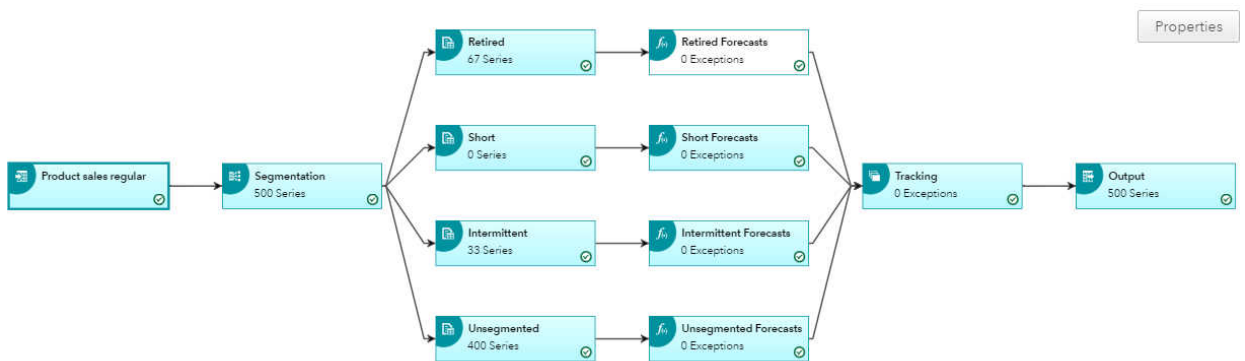 Properties
Product sales regular
Segmentation
500 Series
Retired
67 Series
Retired Forecasts
0 Exceptions
Short
0 Series
Short Forecasts
0 Exceptions
Intermittent
33 Series
Intermittent Forecasts
0 Exceptions
Unsegmented
400 Series
Unsegmented Forecasts
0 Exceptions
Tracking
0 Exceptions
Output
500 Series